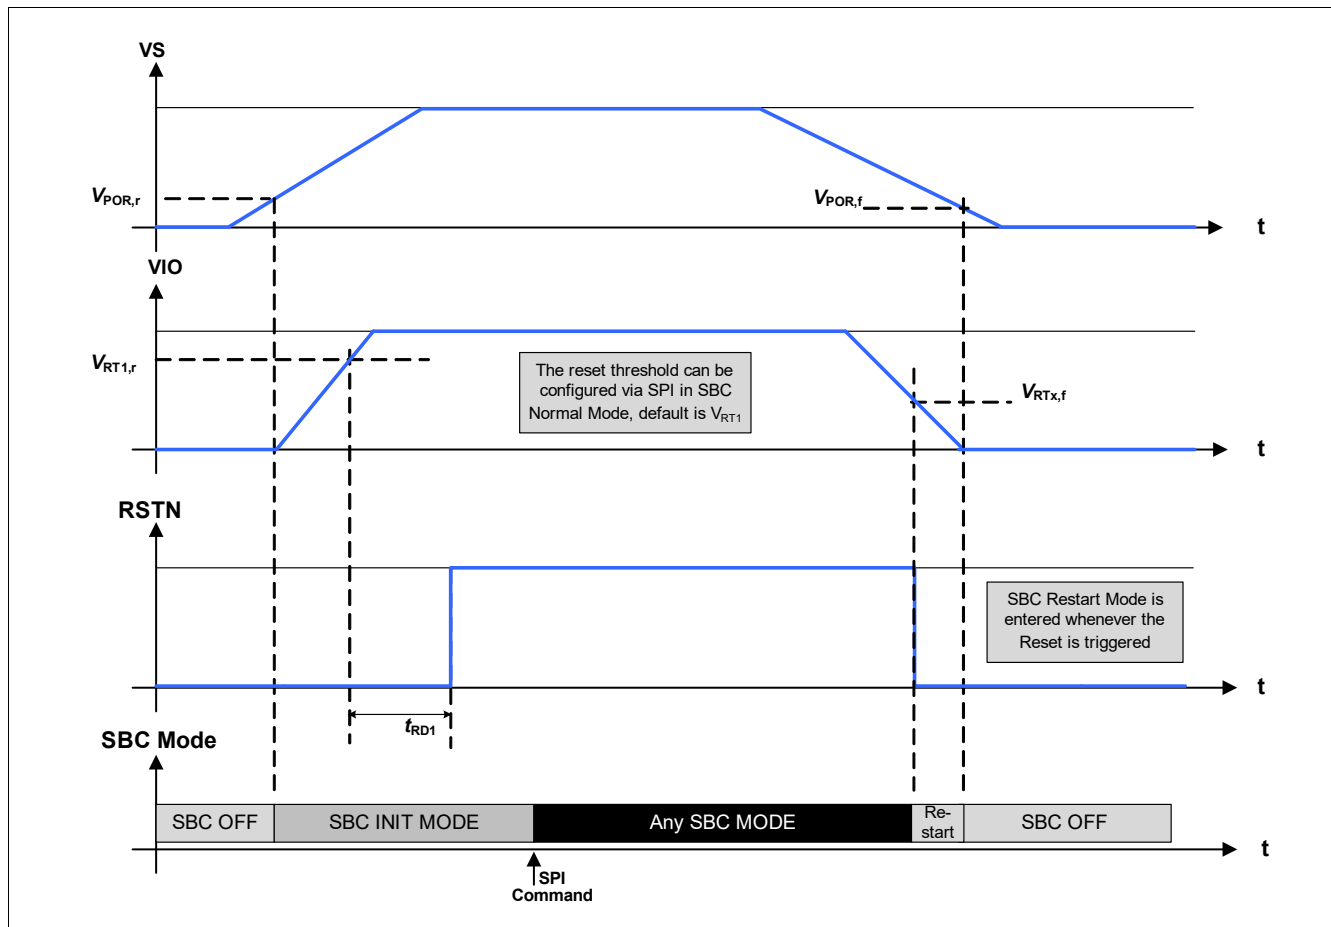 VS
VPOR,r
VPOR,f
t
VIO
VRT1,r
The reset threshold can be
configured via SPI in SBC
Normal Mode, default is VRT1
VRTx,f
t
RSTN
SBC Restart Mode is
entered whenever the
Reset is triggered
t
tRD1
SBC Mode
SBC OFF
SBC INIT MODE
Any SBC MODE
Re-
start
SBC OFF
t
SPI
Command